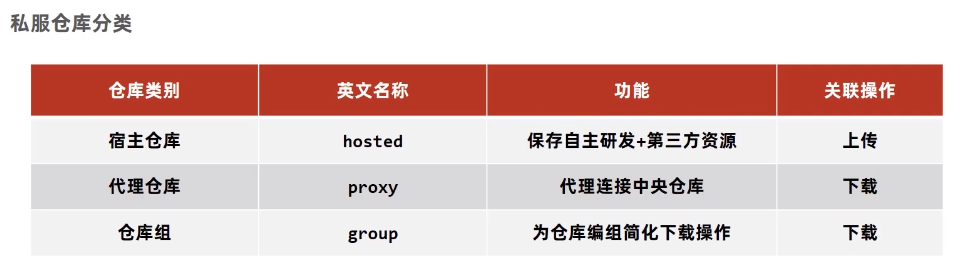 私服仓库分类
仓库类别 英文名称 功能 关联操作
宿主仓库 hosted 保存自主研发+第三方资源 上传
代理仓库 proxy 代理连接中央仓库 下载
仓库组 group 为仓库编组简化下载操作 下载